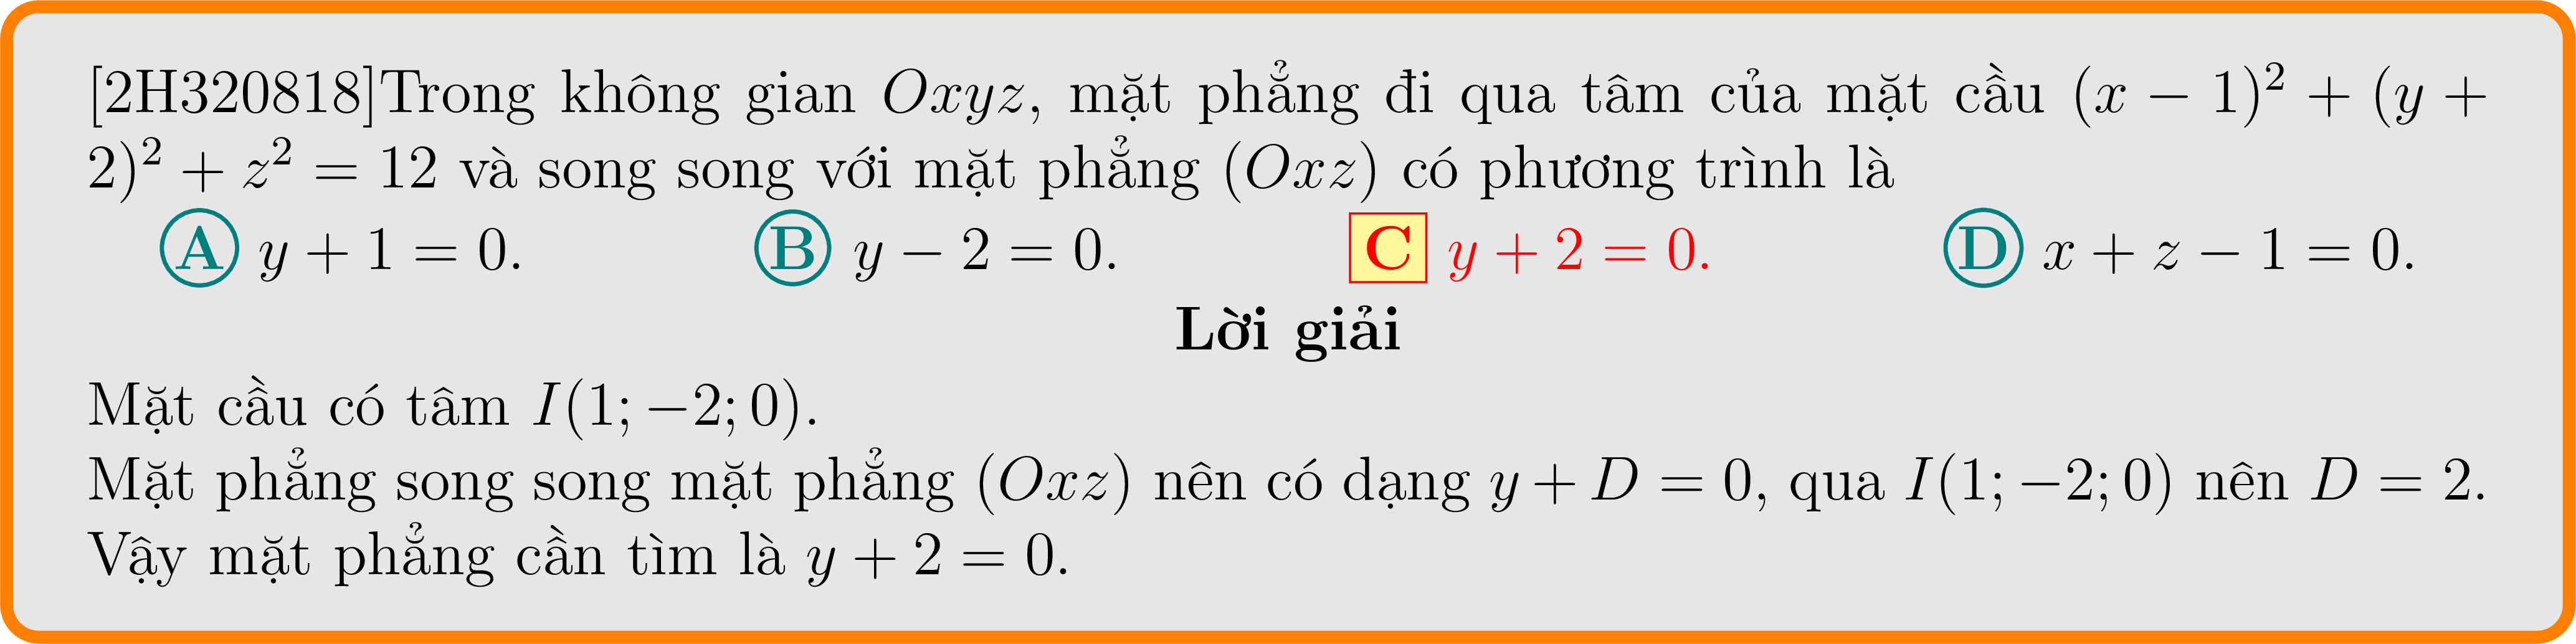 [2H320818]Trong không gian Oxyz, mặt phẳng đi qua tâm của mặt cầu (x − 1)² + (y +
2)² + z² = 12 và song song với mặt phẳng (Oxz) có phương trình là
A y + 1 = 0. B y − 2 = 0. C y + 2 = 0. D x + z − 1 = 0.
Lời giải
Mặt cầu có tâm I(1; −2; 0).
Mặt phẳng song song mặt phẳng (Oxz) nên có dạng y + D = 0, qua I(1; −2; 0) nên D = 2.
Vậy mặt phẳng cần tìm là y + 2 = 0.